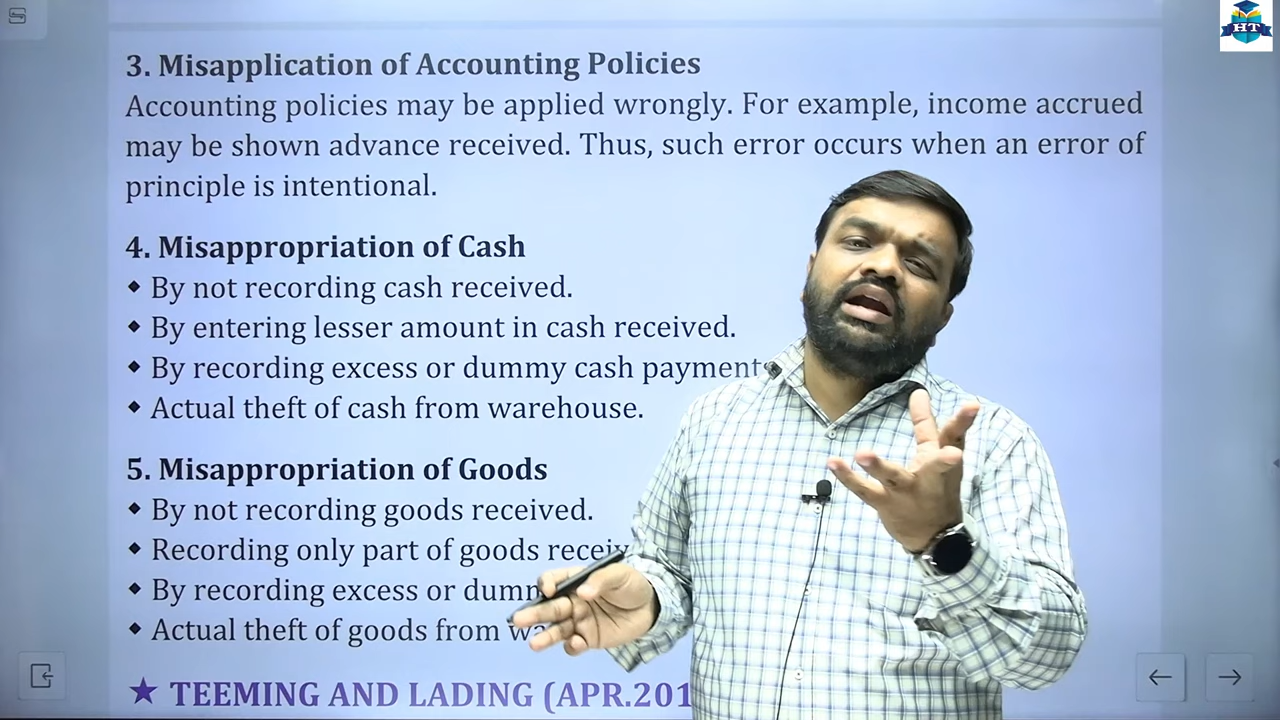 HT
3. Misapplication of Accounting Policies
Accounting policies may be applied wrongly. For example, income accrued
may be shown advance received. Thus, such error occurs when an error of
principle is intentional.
4. Misappropriation of Cash
◆ By not recording cash received.
◆ By entering lesser amount in cash received.
◆ By recording excess or dummy cash payments
◆ Actual theft of cash from warehouse.
5. Misappropriation of Goods
◆ By not recording goods received.
◆ Recording only part of goods
◆ By recording excess or
◆ Actual theft of goods from
★ TEEMING AND LADING (APR.201